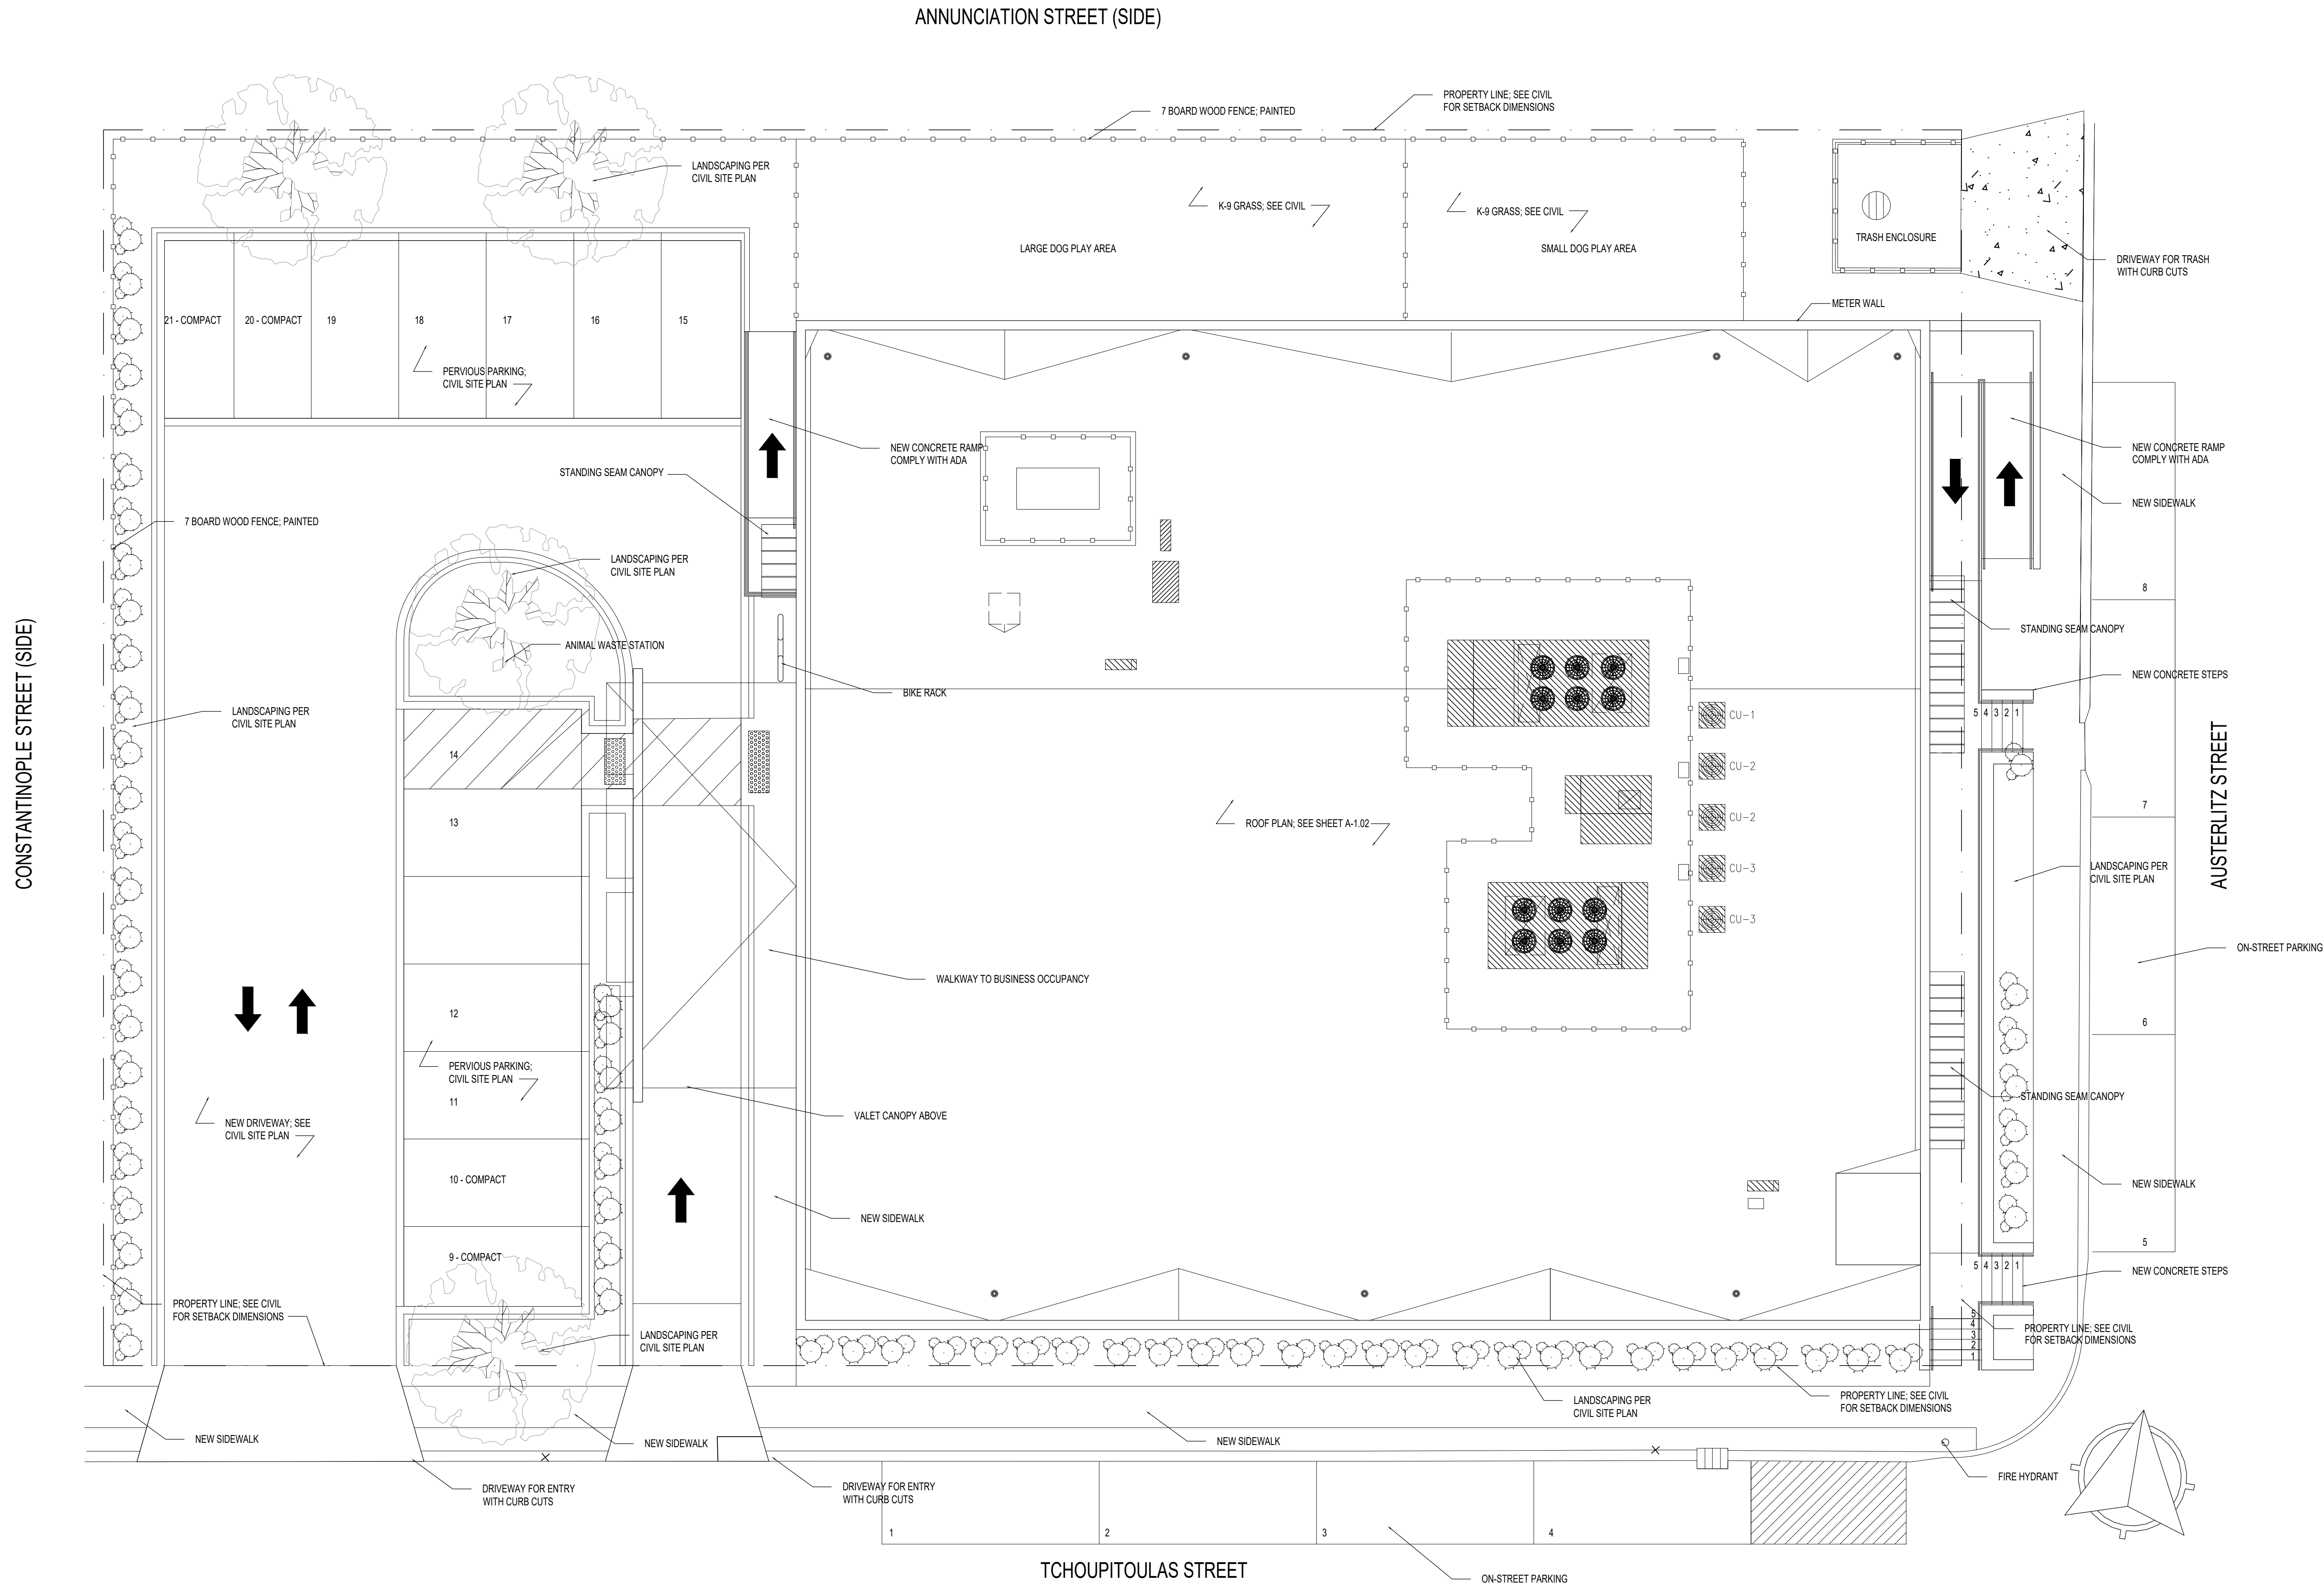 ANNUNCIATION STREET (SIDE)
PROPERTY LINE; SEE CIVIL
FOR SETBACK DIMENSIONS
7 BOARD WOOD FENCE; PAINTED
LANDSCAPING PER
CIVIL SITE PLAN
K-9 GRASS; SEE CIVIL
K-9 GRASS; SEE CIVIL
LARGE DOG PLAY AREA
SMALL DOG PLAY AREA
TRASH ENCLOSURE
DRIVEWAY FOR TRASH
WITH CURB CUTS
METER WALL
21 - COMPACT
20 - COMPACT
19
18
17
16
15
PERVIOUS PARKING;
CIVIL SITE PLAN
NEW CONCRETE RAMP
COMPLY WITH ADA
NEW CONCRETE RAMP
COMPLY WITH ADA
STANDING SEAM CANOPY
NEW SIDEWALK
7 BOARD WOOD FENCE; PAINTED
LANDSCAPING PER
CIVIL SITE PLAN
8
CONSTANTINOPLE STREET (SIDE)
ANIMAL WASTE STATION
STANDING SEAM CANOPY
BIKE RACK
NEW CONCRETE STEPS
LANDSCAPING PER
CIVIL SITE PLAN
CU-1
5 4 3 2 1
14
CU-2
AUSTERLITZ STREET
7
13
ROOF PLAN; SEE SHEET A-1.02
CU-2
CU-3
LANDSCAPING PER
CIVIL SITE PLAN
CU-3
ON-STREET PARKING
WALKWAY TO BUSINESS OCCUPANCY
12
6
PERVIOUS PARKING;
CIVIL SITE PLAN
11
STANDING SEAM CANOPY
VALET CANOPY ABOVE
NEW DRIVEWAY; SEE
CIVIL SITE PLAN
10 - COMPACT
NEW SIDEWALK
NEW SIDEWALK
5
9 - COMPACT
5 4 3 2 1
NEW CONCRETE STEPS
PROPERTY LINE; SEE CIVIL
FOR SETBACK DIMENSIONS
5
4
3
2
1
PROPERTY LINE; SEE CIVIL
FOR SETBACK DIMENSIONS
LANDSCAPING PER
CIVIL SITE PLAN
LANDSCAPING PER
CIVIL SITE PLAN
PROPERTY LINE; SEE CIVIL
FOR SETBACK DIMENSIONS
NEW SIDEWALK
NEW SIDEWALK
NEW SIDEWALK
FIRE HYDRANT
DRIVEWAY FOR ENTRY
WITH CURB CUTS
DRIVEWAY FOR ENTRY
WITH CURB CUTS
1
2
3
4
TCHOUPITOULAS STREET
ON-STREET PARKING